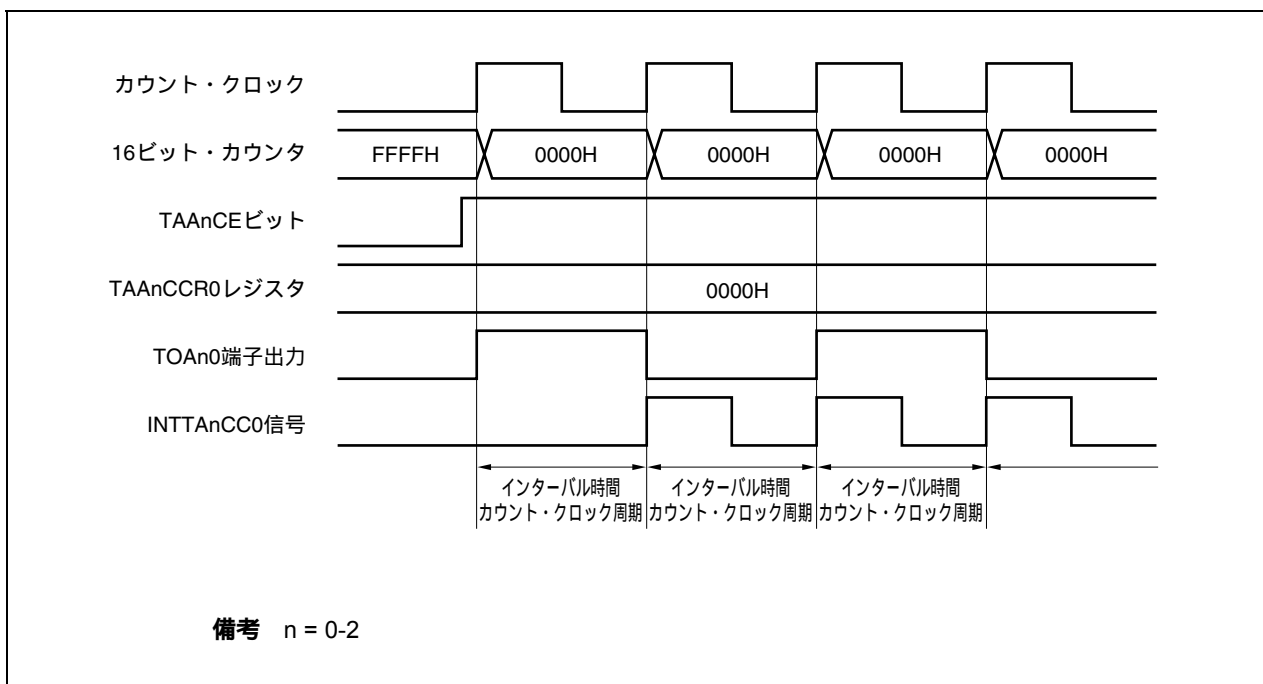 カウント・クロック
16ビット・カウンタ FFFFH 0000H 0000H 0000H 0000H
TAAnCEビット
TAAnCCR0レジスタ 0000H
TOAn0端子出力
INTTAnCC0信号
インターバル時間 インターバル時間 インターバル時間
カウント・クロック周期 カウント・クロック周期 カウント・クロック周期
備考 n = 0-2